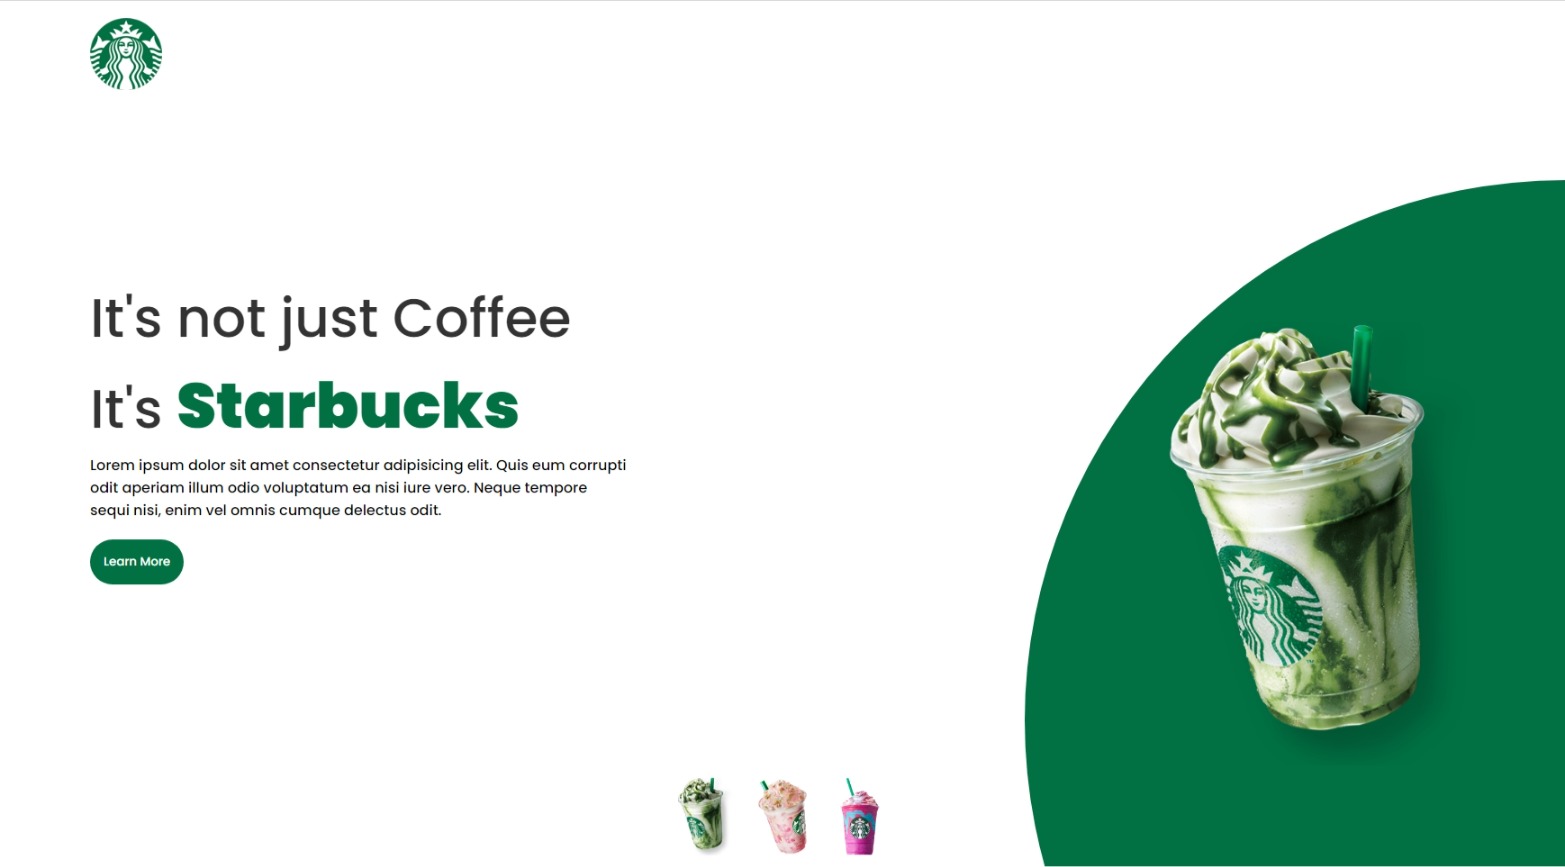 It's not just Coffee
It's Starbucks
Lorem ipsum dolor sit amet consectetur adipisicing elit. Quis eum corrupti
odit aperiam illum odio voluptatum ea nisi iure vero. Neque tempore
sequi nisi, enim vel omnis cumque delectus odit.
Learn More